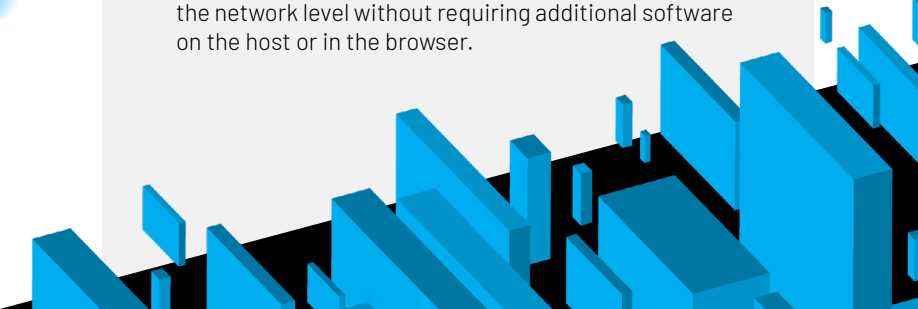 the network level without requiring additional software
on the host or in the browser.